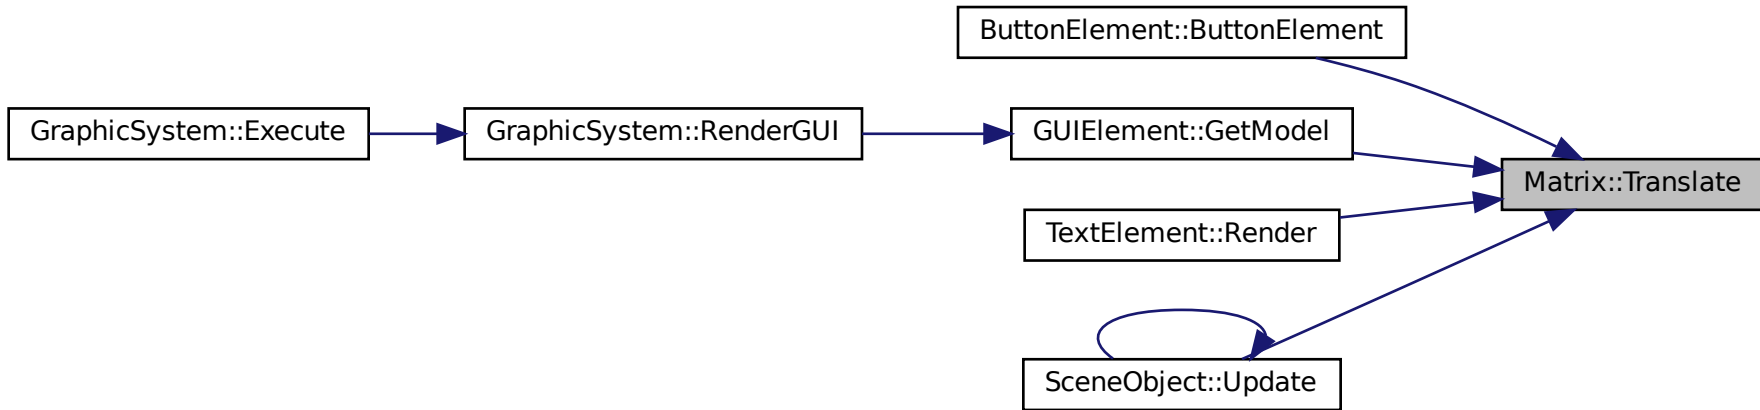 ButtonElement::ButtonElement
GraphicSystem::Execute
GraphicSystem::RenderGUI
GUIElement::GetModel
Matrix::Translate
TextElement::Render
SceneObject::Update